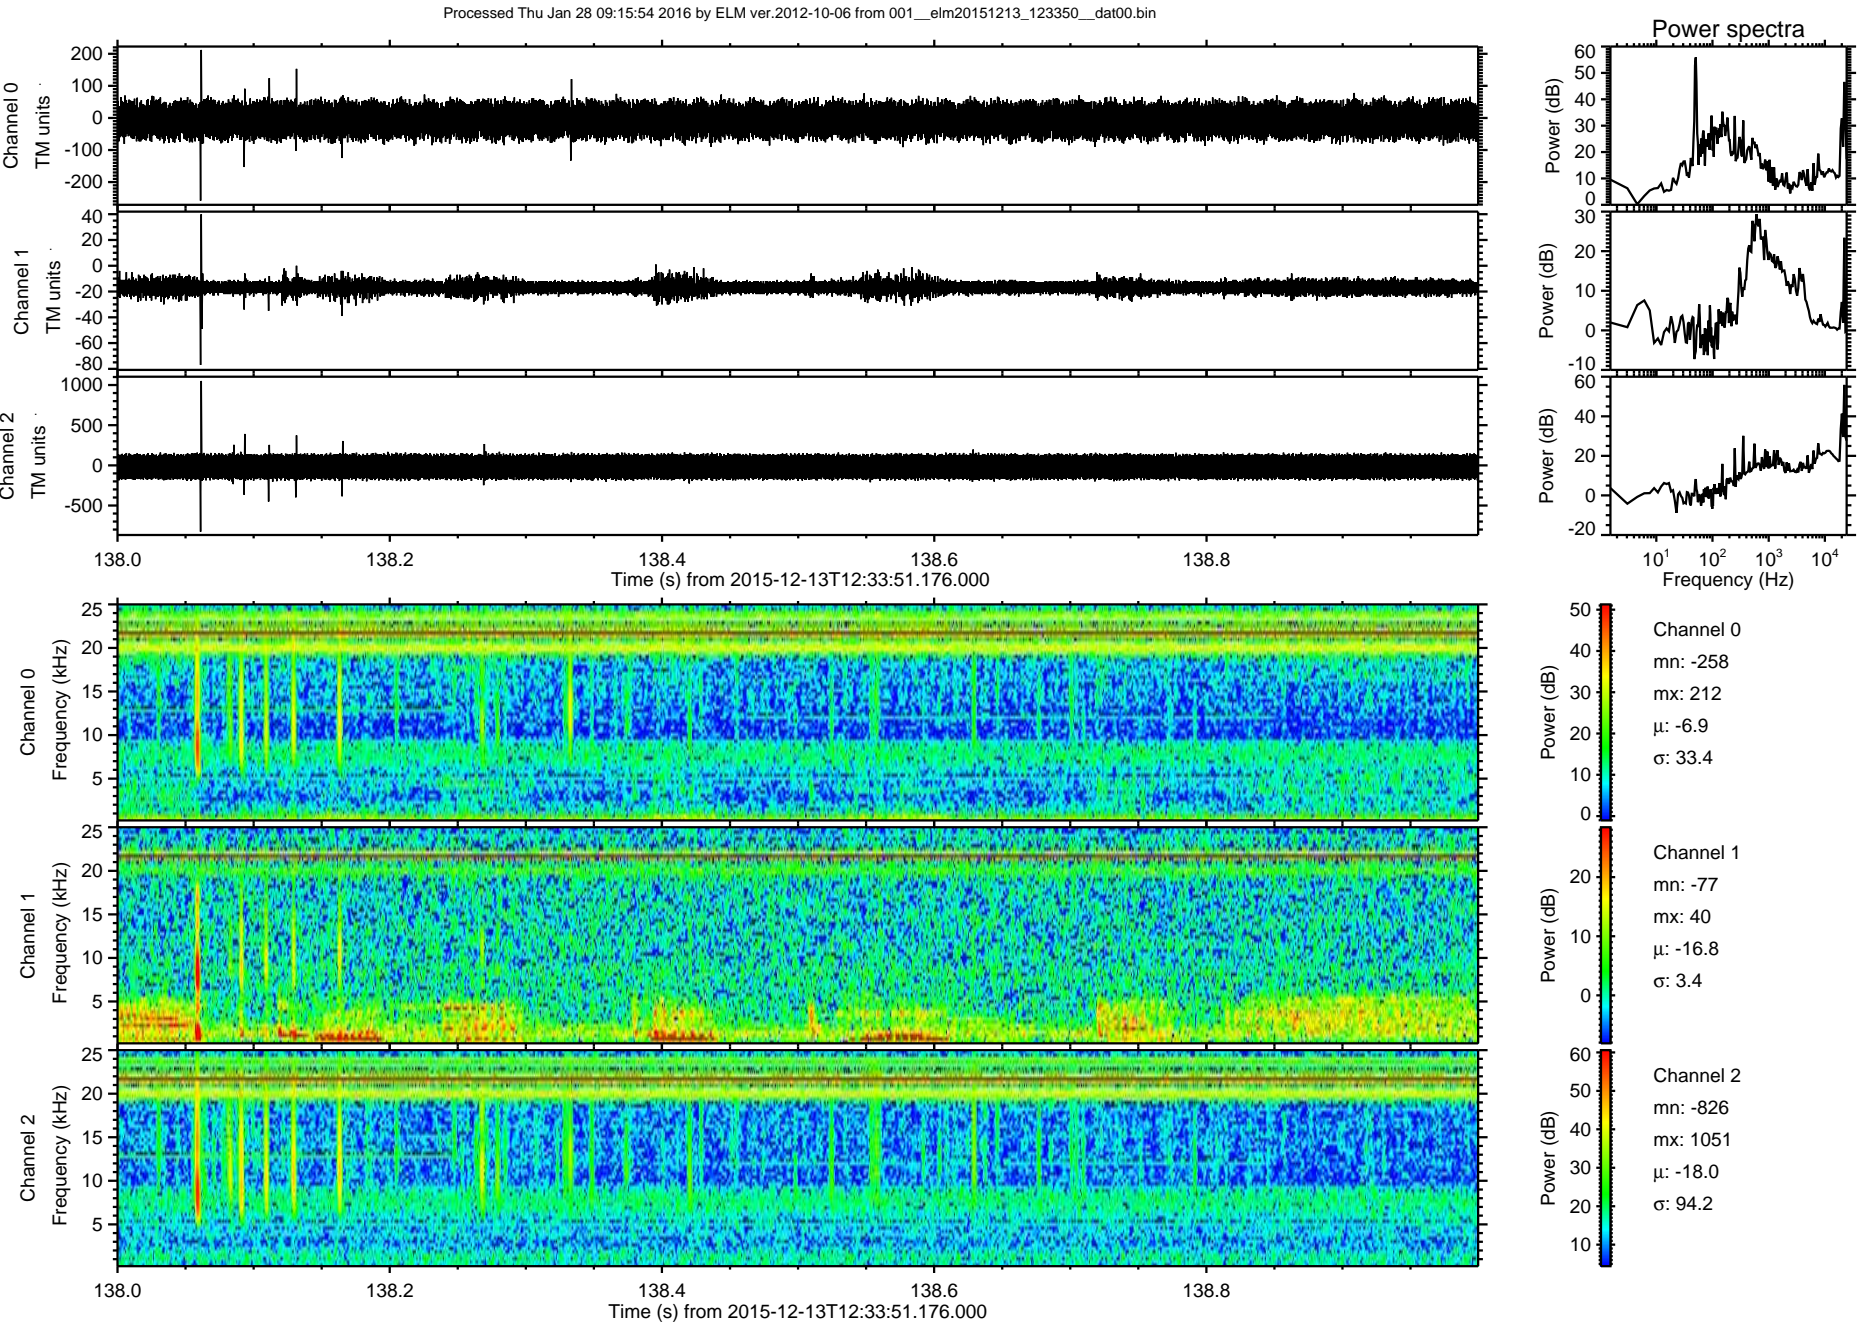 Processed Thu Jan 28 09:15:54 2016 by ELM ver.2012-10-06 from 001__elm20151213_123350__dat00.bin
Power spectra
Channel 0
TM units
200
100
0
-100
-200
Power (dB)
60
50
40
30
20
10
0
Channel 1
TM units
40
20
0
-20
-40
-60
-80
Power (dB)
30
20
10
0
-10
Channel 2
TM units
1000
500
0
-500
Power (dB)
60
40
20
0
-20
138.0 138.2 138.4 138.6 138.8
Time (s) from 2015-12-13T12:33:51.176.000
10^1 10^2 10^3 10^4
Frequency (Hz)
Channel 0
Frequency (kHz)
25
20
15
10
5
Power (dB)
50
40
30
20
10
0
Channel 0
mn: -258
mx: 212
μ: -6.9
σ: 33.4
Channel 1
Frequency (kHz)
25
20
15
10
5
Power (dB)
20
10
0
Channel 1
mn: -77
mx: 40
μ: -16.8
σ: 3.4
Channel 2
Frequency (kHz)
25
20
15
10
5
Power (dB)
60
50
40
30
20
10
Channel 2
mn: -826
mx: 1051
μ: -18.0
σ: 94.2
138.0 138.2 138.4 138.6 138.8
Time (s) from 2015-12-13T12:33:51.176.000